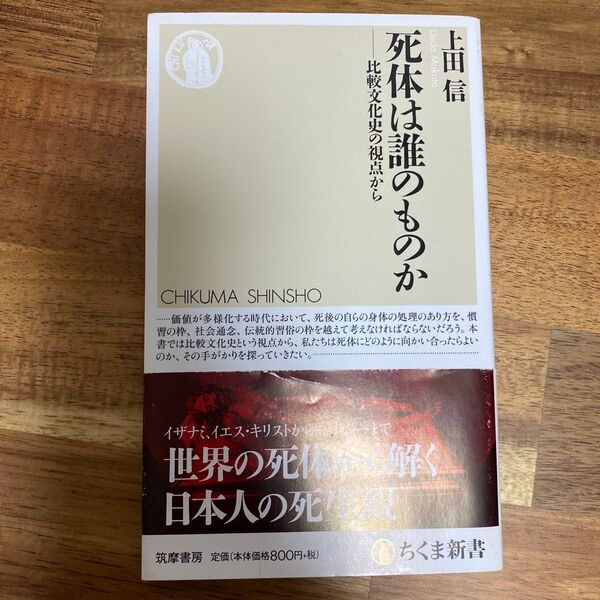 上田 信
Ueda Makoto
死体は誰のものか
──比較文化史の視点から
CHIKUMA SHINSHO
……価値が多様化する時代において、死後の自らの身体の処理のあり方を、慣
習の枠、社会通念、伝統的習俗の枠を越えて考えなければならないだろう。本
書では比較文化史という視点から、私たちは死体にどのように向かい合ったらよい
のか、その手がかりを探っていきたい。……
イザナミ、イエス・キリストから まで
世界の死体から解く
日本人の死生観
筑摩書房 定価(本体価格800円+税)
ちくま新書